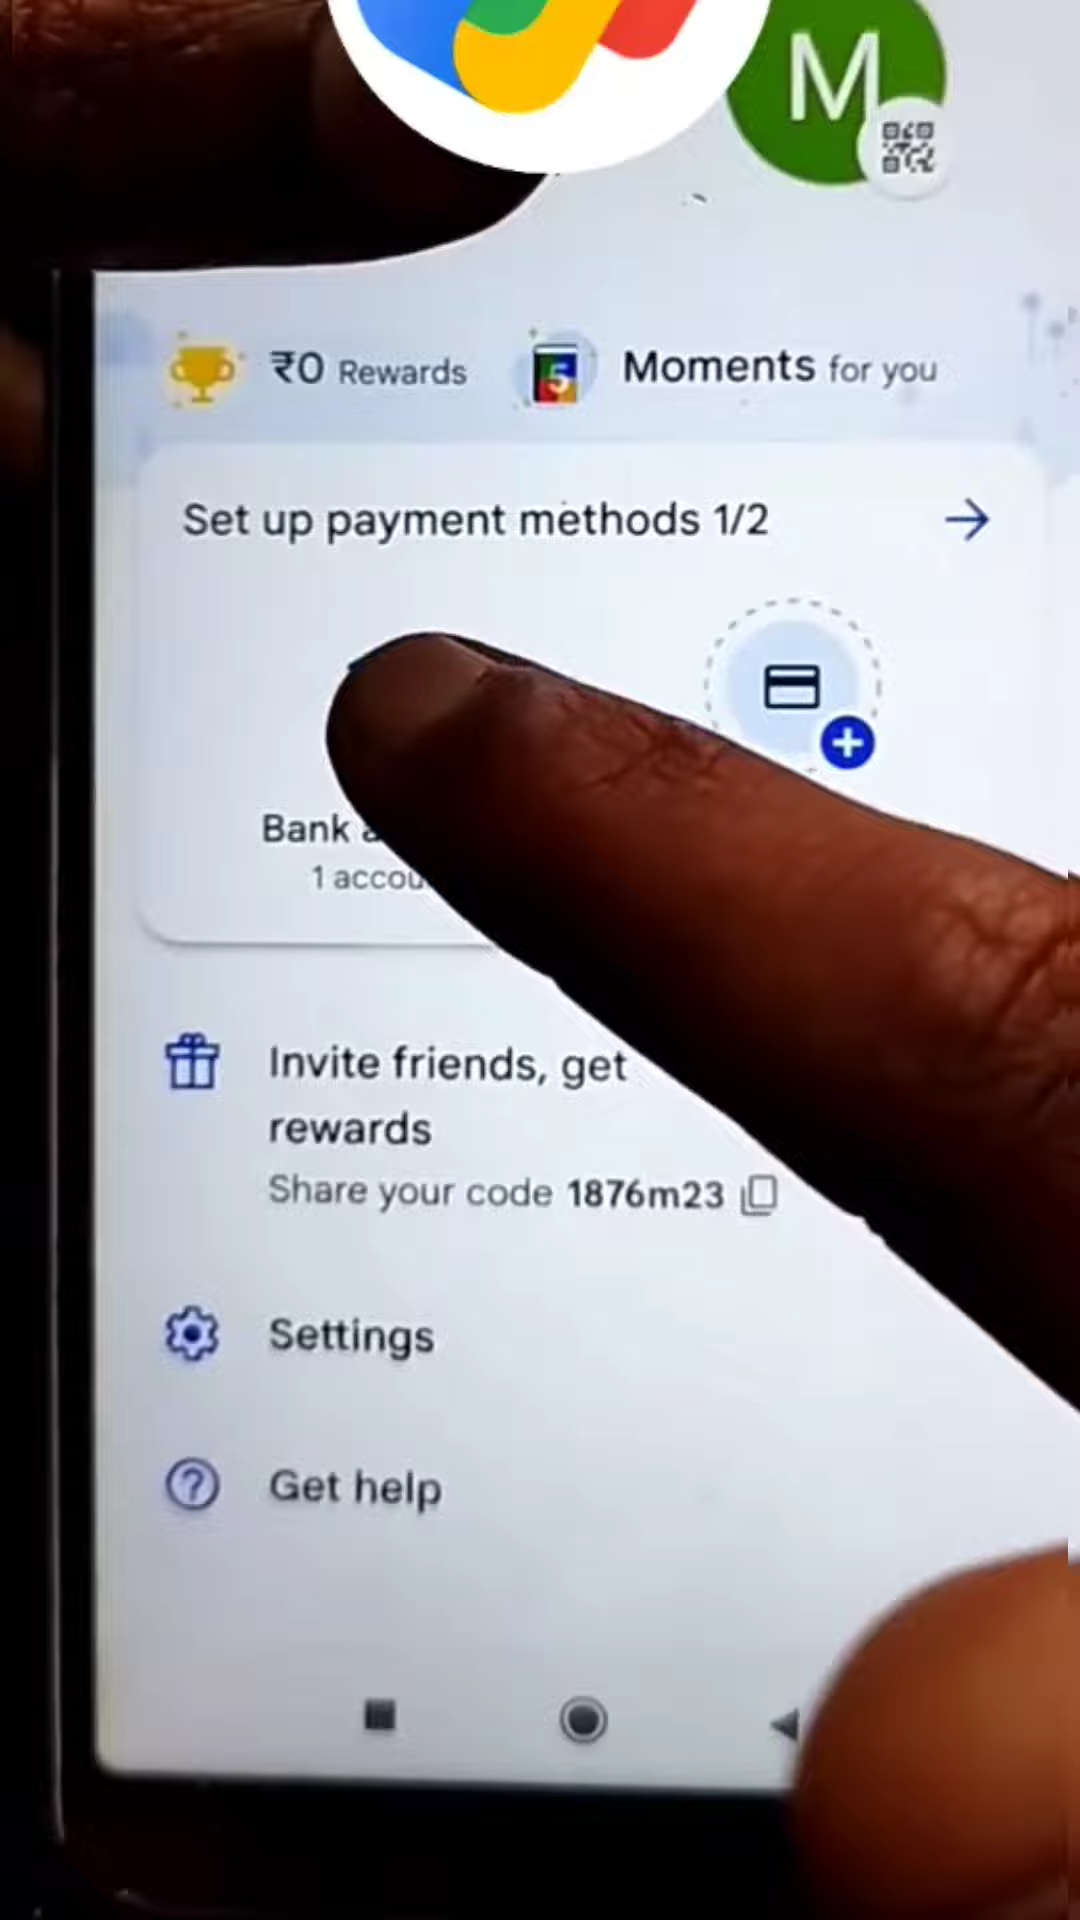 M
₹0 Rewards
5 Moments for you
Set up payment methods 1/2
Bank
1
Invite friends, get
rewards
Share your code 1876m23
Settings
? Get help